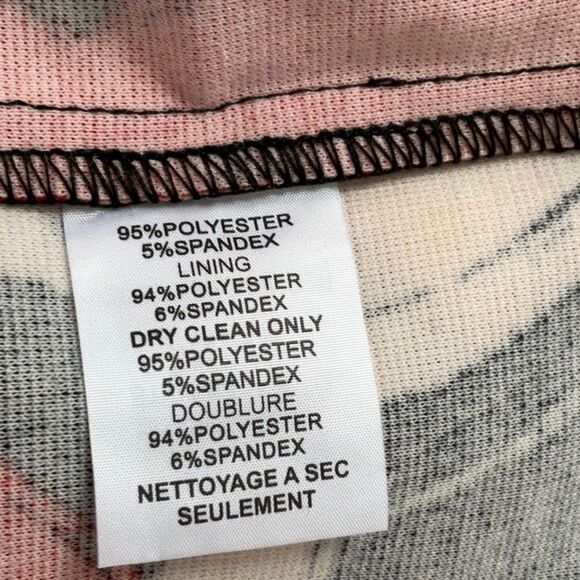 95%POLYESTER
5%SPANDEX
LINING
94%POLYESTER
6%SPANDEX
DRY CLEAN ONLY
95%POLYESTER
5%SPANDEX
DOUBLURE
94%POLYESTER
6%SPANDEX
NETTOYAGE A SEC
SEULEMENT